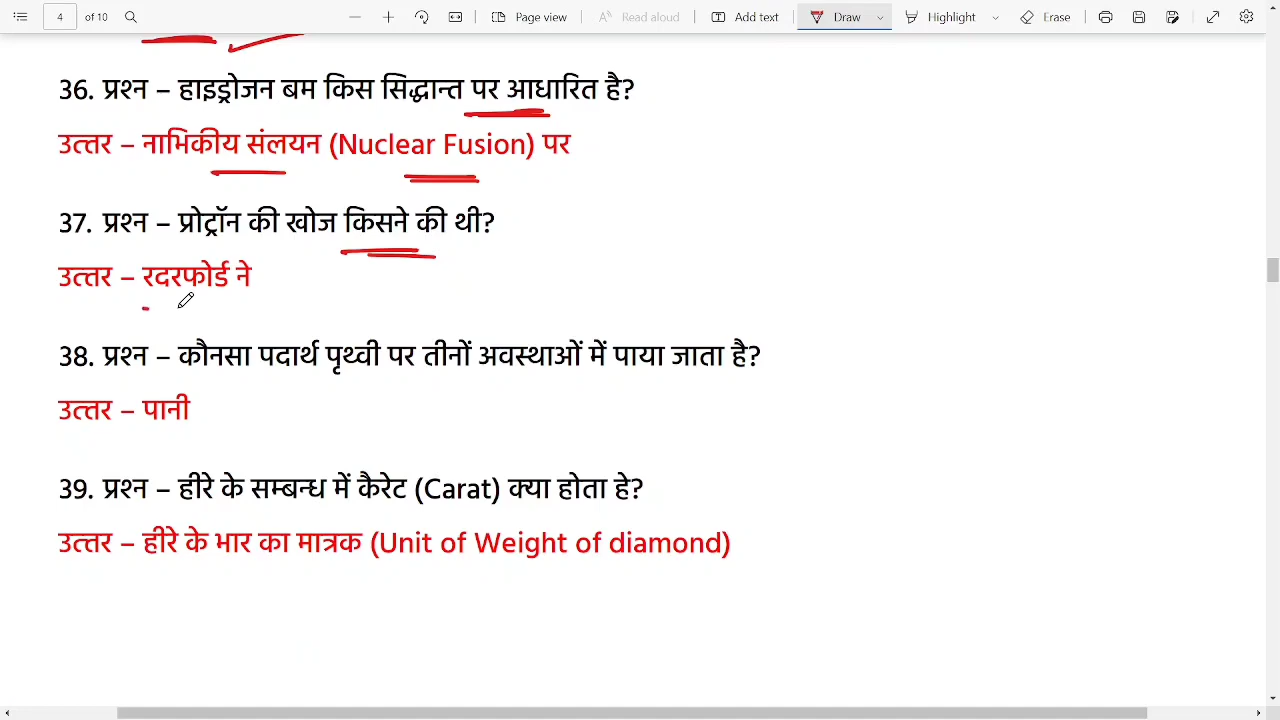 4 of 10 Page view Read aloud Add text Draw Highlight Erase
36. प्रश्न – हाइड्रोजन बम किस सिद्धान्त पर आधारित है?
उत्तर – नाभिकीय संलयन (Nuclear Fusion) पर
37. प्रश्न – प्रोट्रॉन की खोज किसने की थी?
उत्तर – रदरफोर्ड ने
38. प्रश्न – कौनसा पदार्थ पृथ्वी पर तीनों अवस्थाओं में पाया जाता है?
उत्तर – पानी
39. प्रश्न – हीरे के सम्बन्ध में कैरेट (Carat) क्या होता हे?
उत्तर – हीरे के भार का मात्रक (Unit of Weight of diamond)